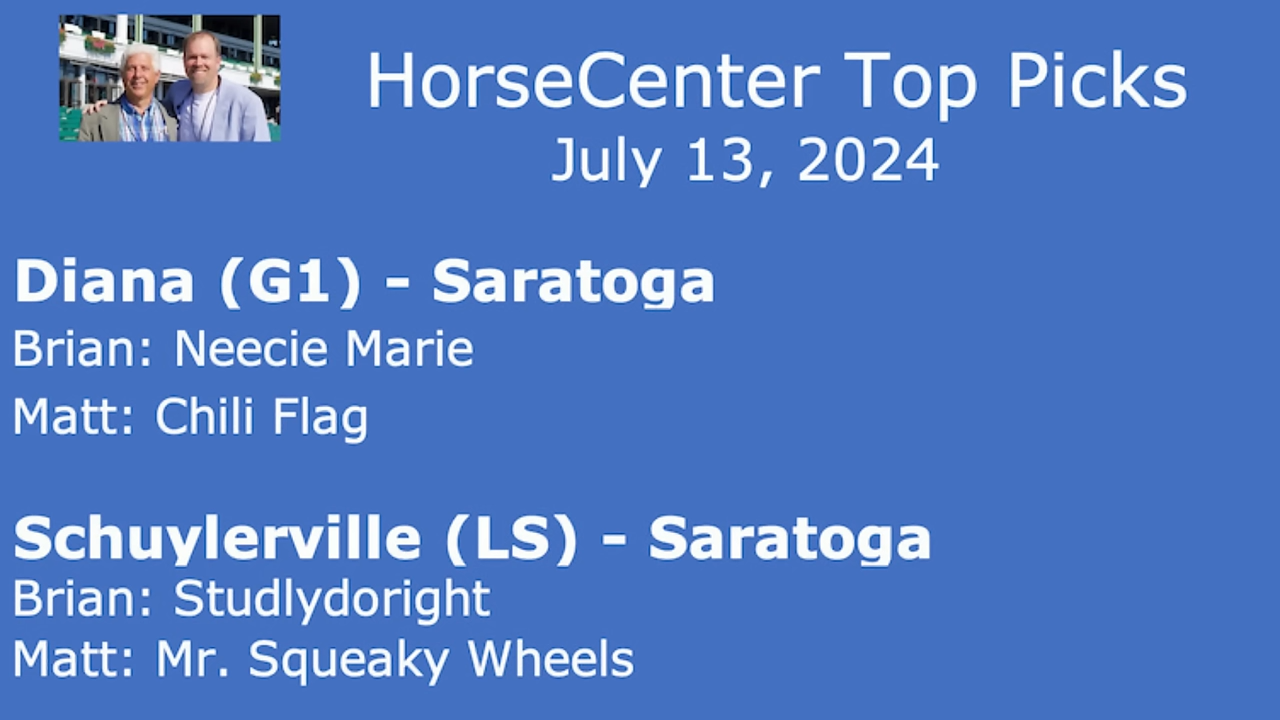 HorseCenter Top Picks
July 13, 2024
Diana (G1) - Saratoga
Brian: Neecie Marie
Matt: Chili Flag
Schuylerville (LS) - Saratoga
Brian: Studlydoright
Matt: Mr. Squeaky Wheels